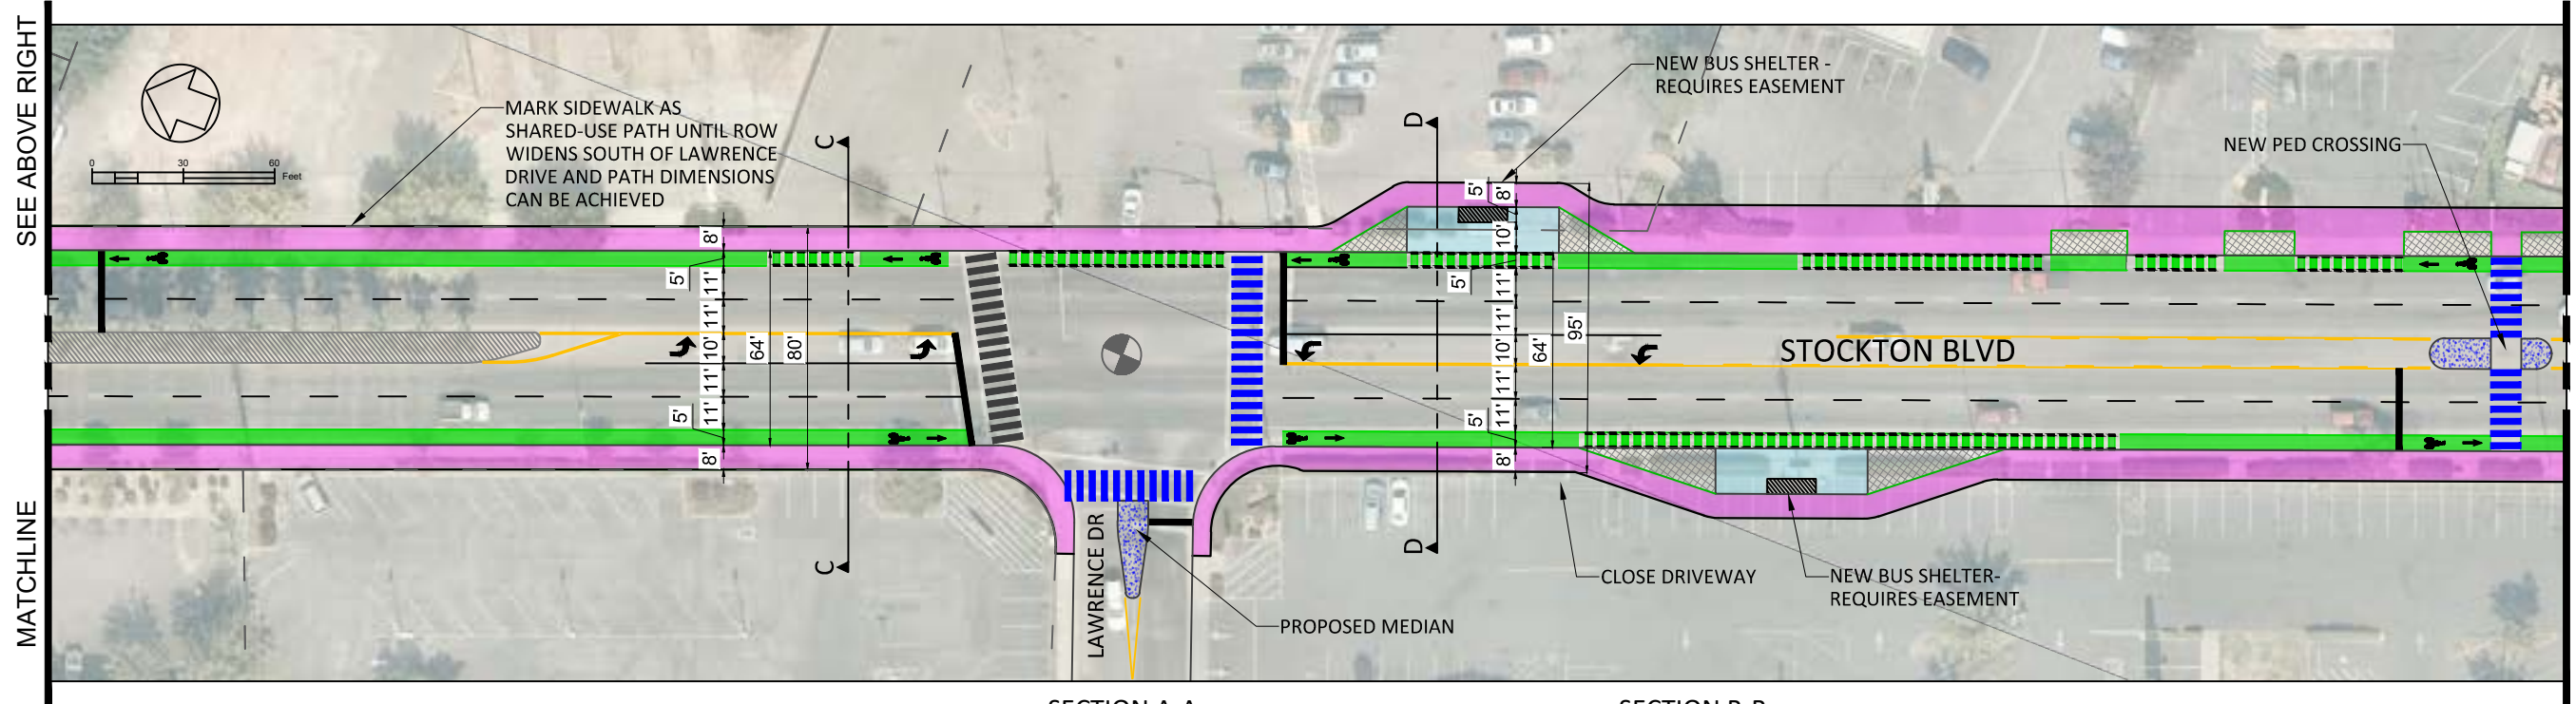 SEE ABOVE RIGHT
MATCHLINE
0 30 60
Feet
MARK SIDEWALK AS
SHARED-USE PATH UNTIL ROW
WIDENS SOUTH OF LAWRENCE
DRIVE AND PATH DIMENSIONS
CAN BE ACHIEVED
8'
5'
11'
11'
10'
11'
11'
5'
8'
64'
80'
C
C
D
D
NEW BUS SHELTER -
REQUIRES EASEMENT
5'
8'
10'
5'
11'
11'
10'
11'
11'
5'
8'
64'
95'
NEW PED CROSSING
STOCKTON BLVD
LAWRENCE DR
PROPOSED MEDIAN
CLOSE DRIVEWAY
NEW BUS SHELTER-
REQUIRES EASEMENT
SECTION A-A
SECTION B-B